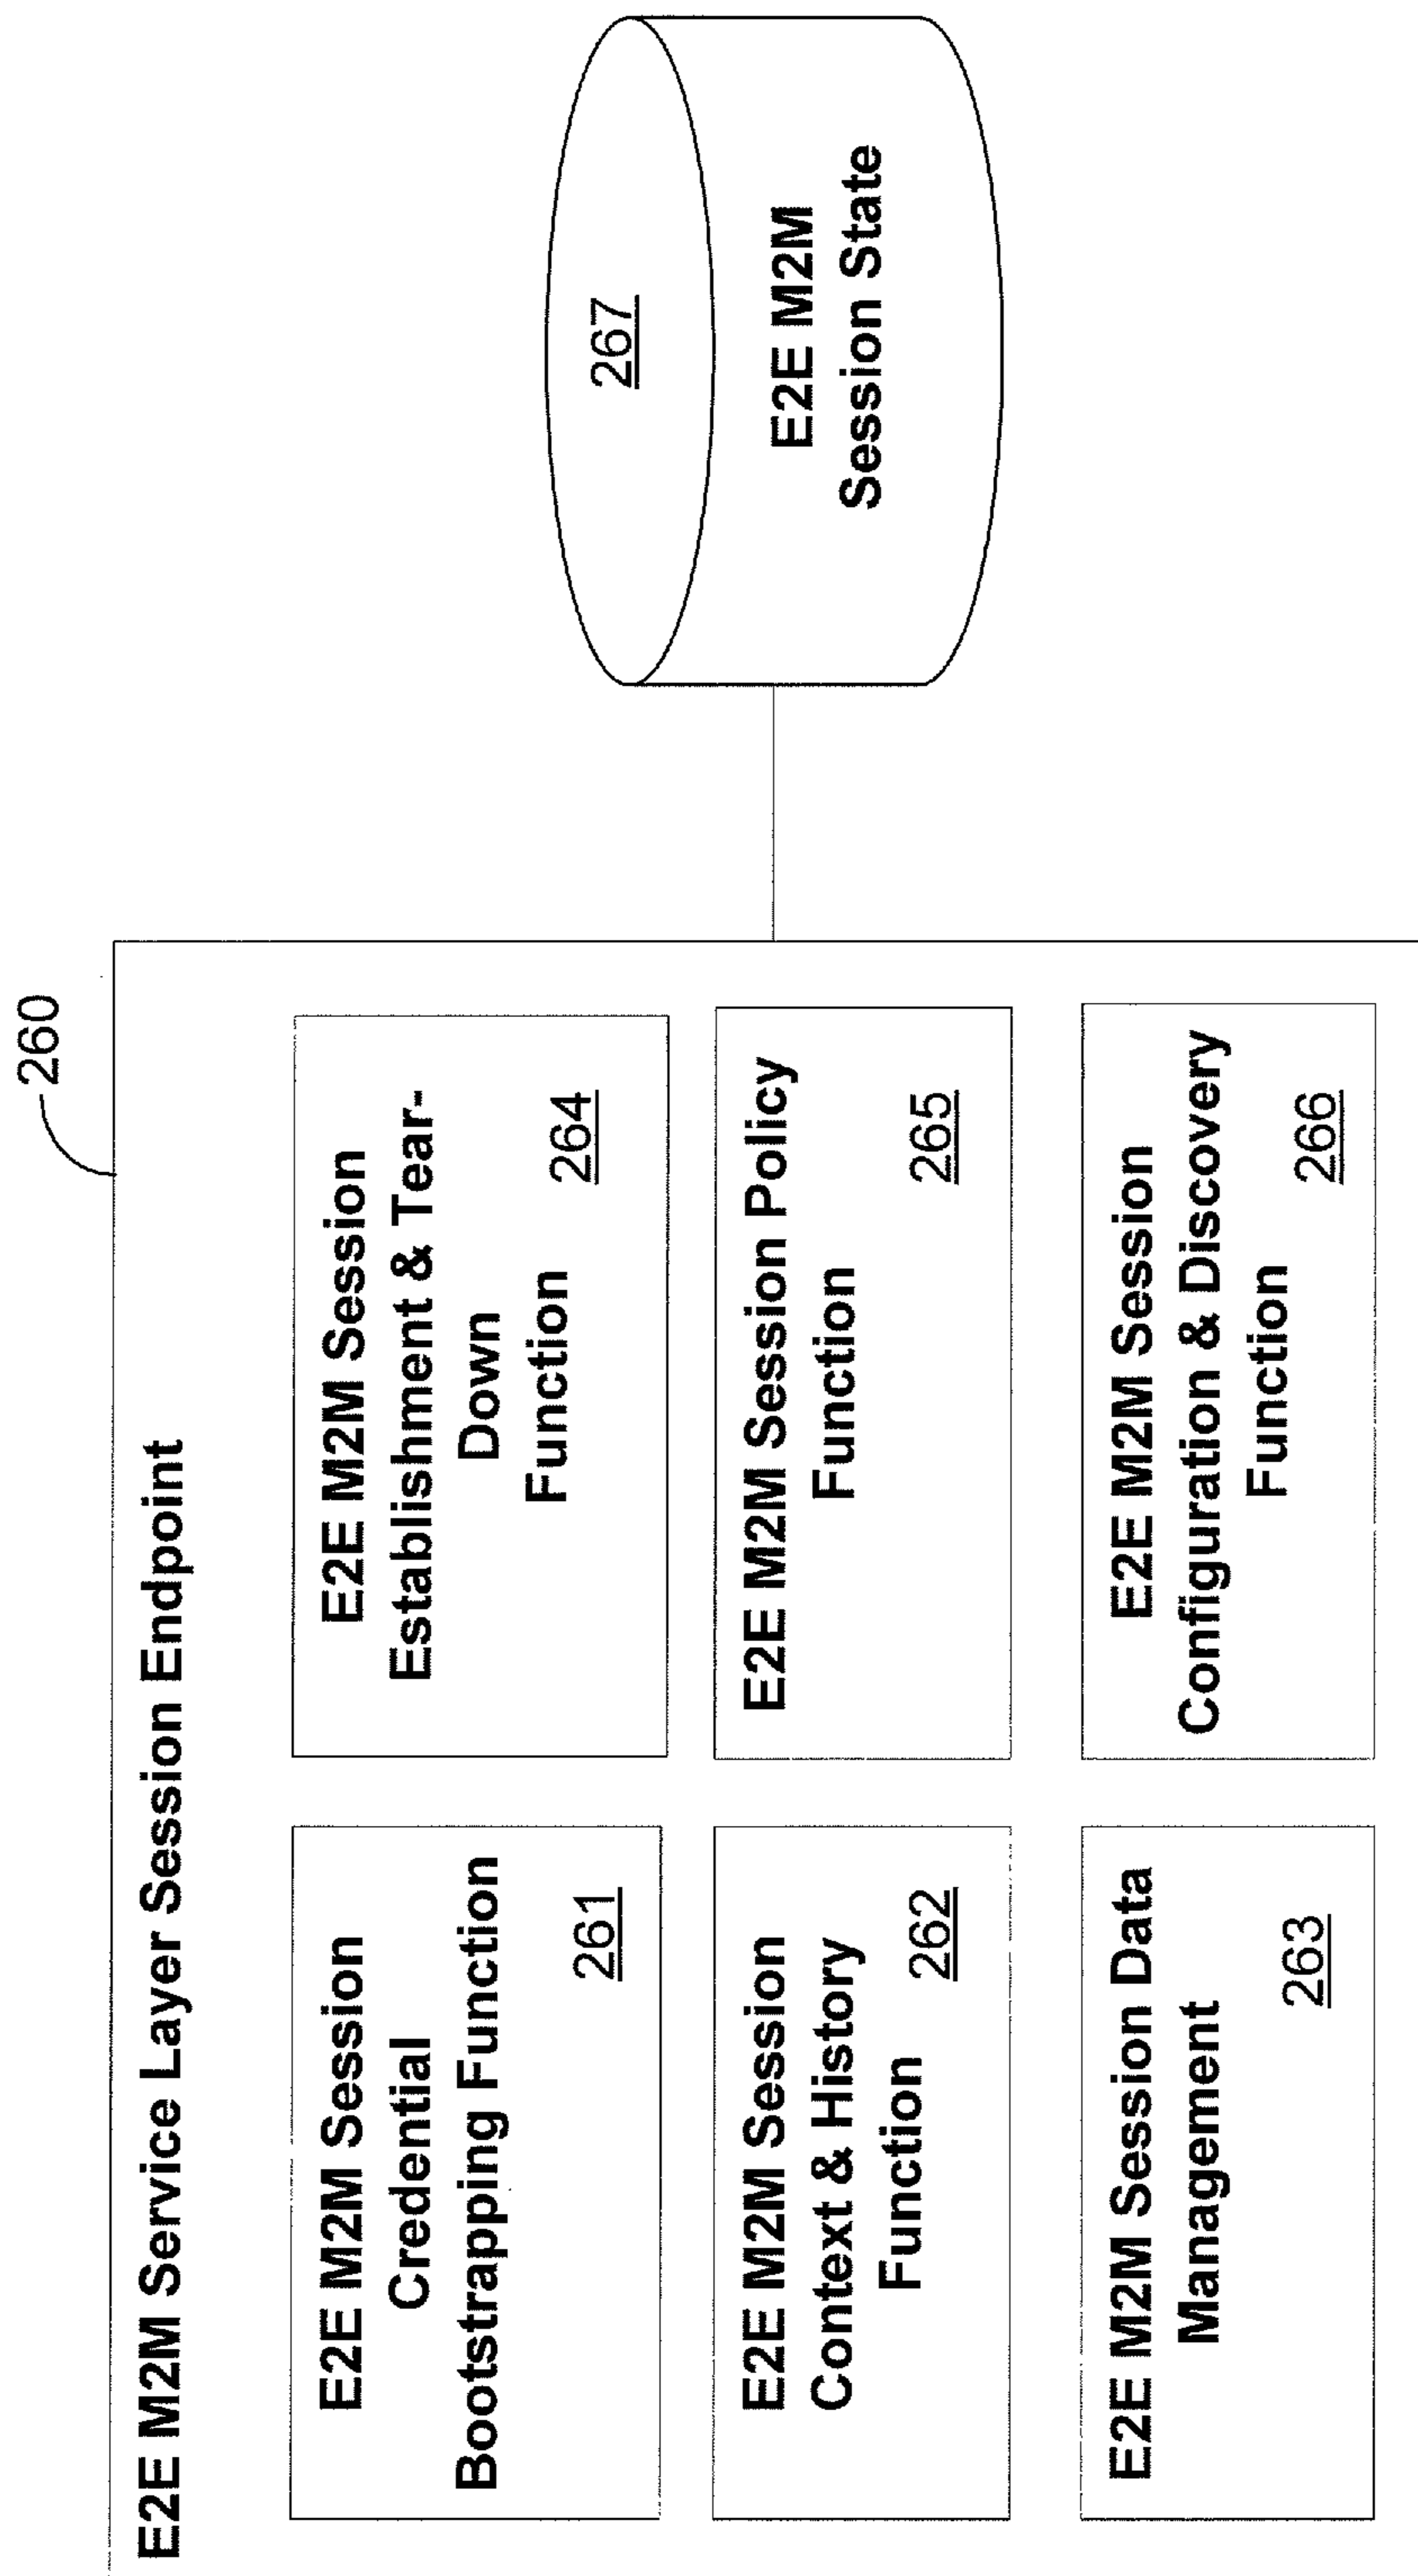 260
E2E M2M Service Layer Session Endpoint
E2E M2M Session
Credential
Bootstrapping Function
261
E2E M2M Session
Establishment & Tear-
Down
Function
264
E2E M2M Session
Context & History
Function
262
E2E M2M Session Policy
Function
265
E2E M2M Session Data
Management
263
E2E M2M Session
Configuration & Discovery
Function
266
267
E2E M2M
Session State